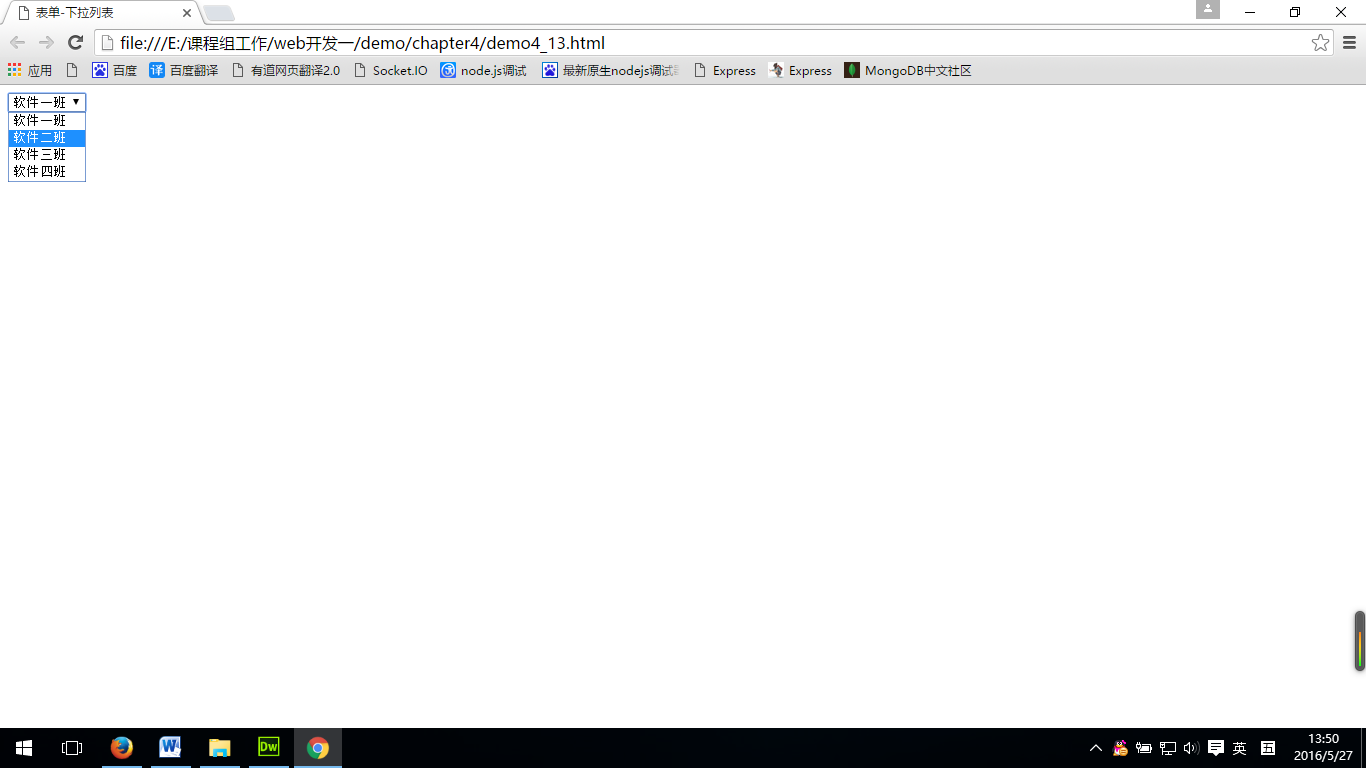 表单-下拉列表
file:///E:/课程组工作/web开发一/demo/chapter4/demo4_13.html
应用 百度 译 百度翻译 有道网页翻译2.0 Socket.IO node.js调试 最新原生nodejs调试 Express Express MongoDB中文社区
软件一班
软件一班
软件二班
软件三班
软件四班
Dw 英 五 13:50
2016/5/27